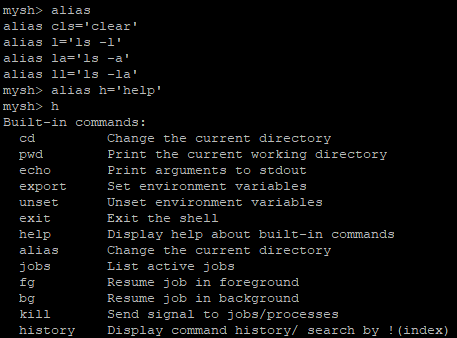 mysh> alias
alias cls='clear'
alias l='ls -l'
alias la='ls -a'
alias ll='ls -la'
mysh> alias h='help'
mysh> h
Built-in commands:
  cd        Change the current directory
  pwd       Print the current working directory
  echo      Print arguments to stdout
  export    Set environment variables
  unset     Unset environment variables
  exit      Exit the shell
  help      Display help about built-in commands
  alias     Change the current directory
  jobs      List active jobs
  fg        Resume job in foreground
  bg        Resume job in background
  kill      Send signal to jobs/processes
  history   Display command history/ search by !(index)